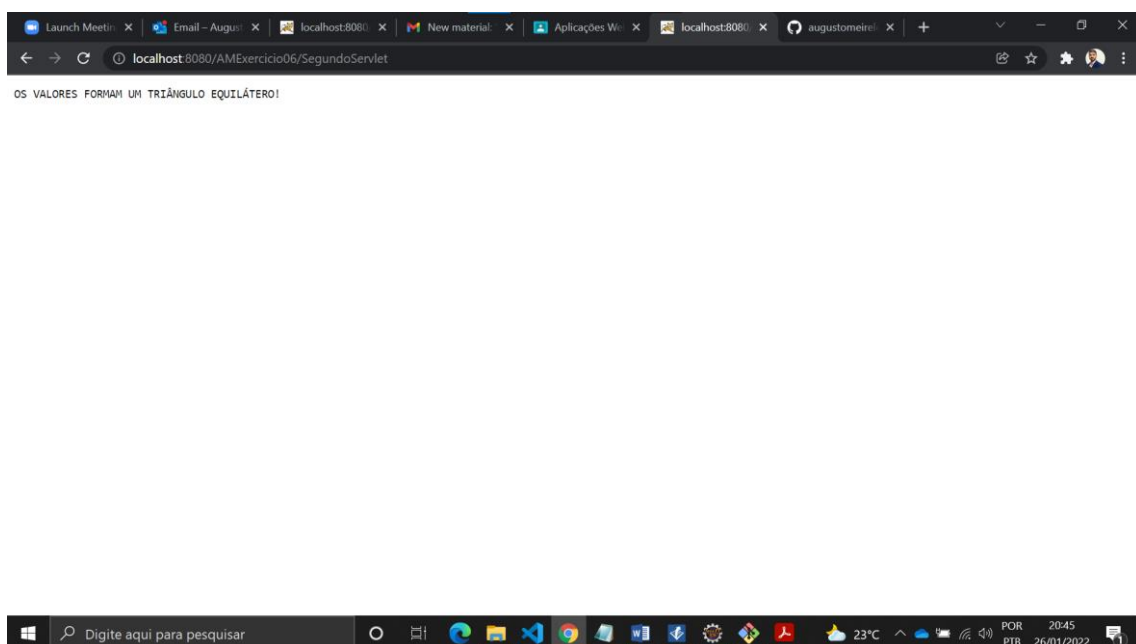 Launch Meetin
Email – August
localhost:8080
New material:
Aplicações We
localhost:8080
augustomeirel
localhost:8080/AMExercicio06/SegundoServlet
OS VALORES FORMAM UM TRIÂNGULO EQUILÁTERO!
Digite aqui para pesquisar
23°C
POR
PTB
20:45
26/01/2022